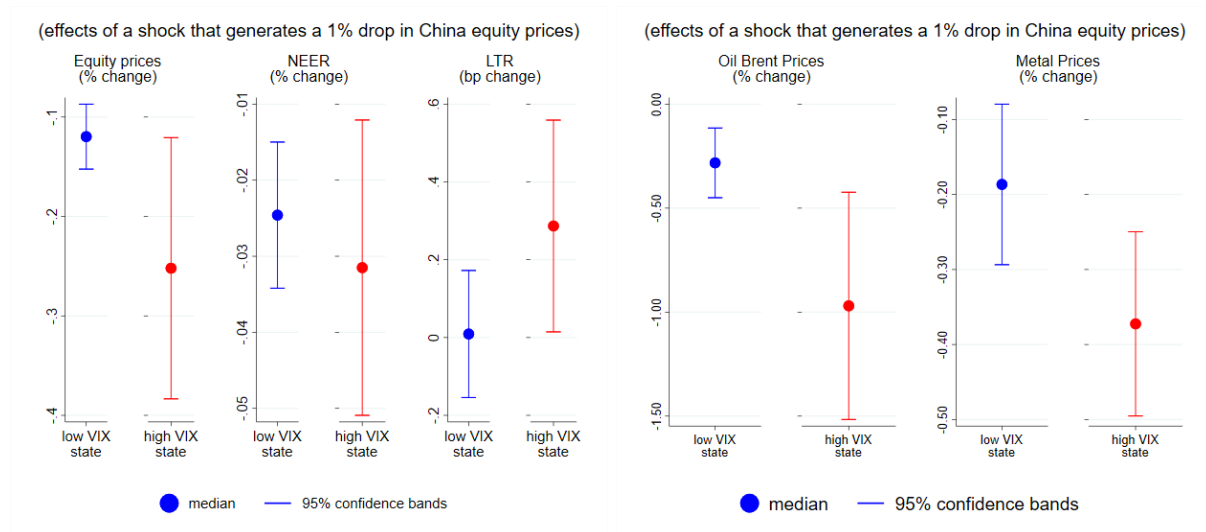 (effects of a shock that generates a 1% drop in China equity prices)
Equity prices
(% change)
NEER
(% change)
LTR
(bp change)
-.1
-.2
-.3
-.4
-.01
-.02
-.03
-.04
-.05
.6
.4
.2
0
.2
low VIX
state
high VIX
state
low VIX
state
high VIX
state
low VIX
state
high VIX
state
median
95% confidence bands
(effects of a shock that generates a 1% drop in China equity prices)
Oil Brent Prices
(% change)
Metal Prices
(% change)
0.00
-0.50
-1.00
-1.50
-0.10
-0.20
-0.30
-0.40
-0.50
low VIX
state
high VIX
state
low VIX
state
high VIX
state
median
95% confidence bands